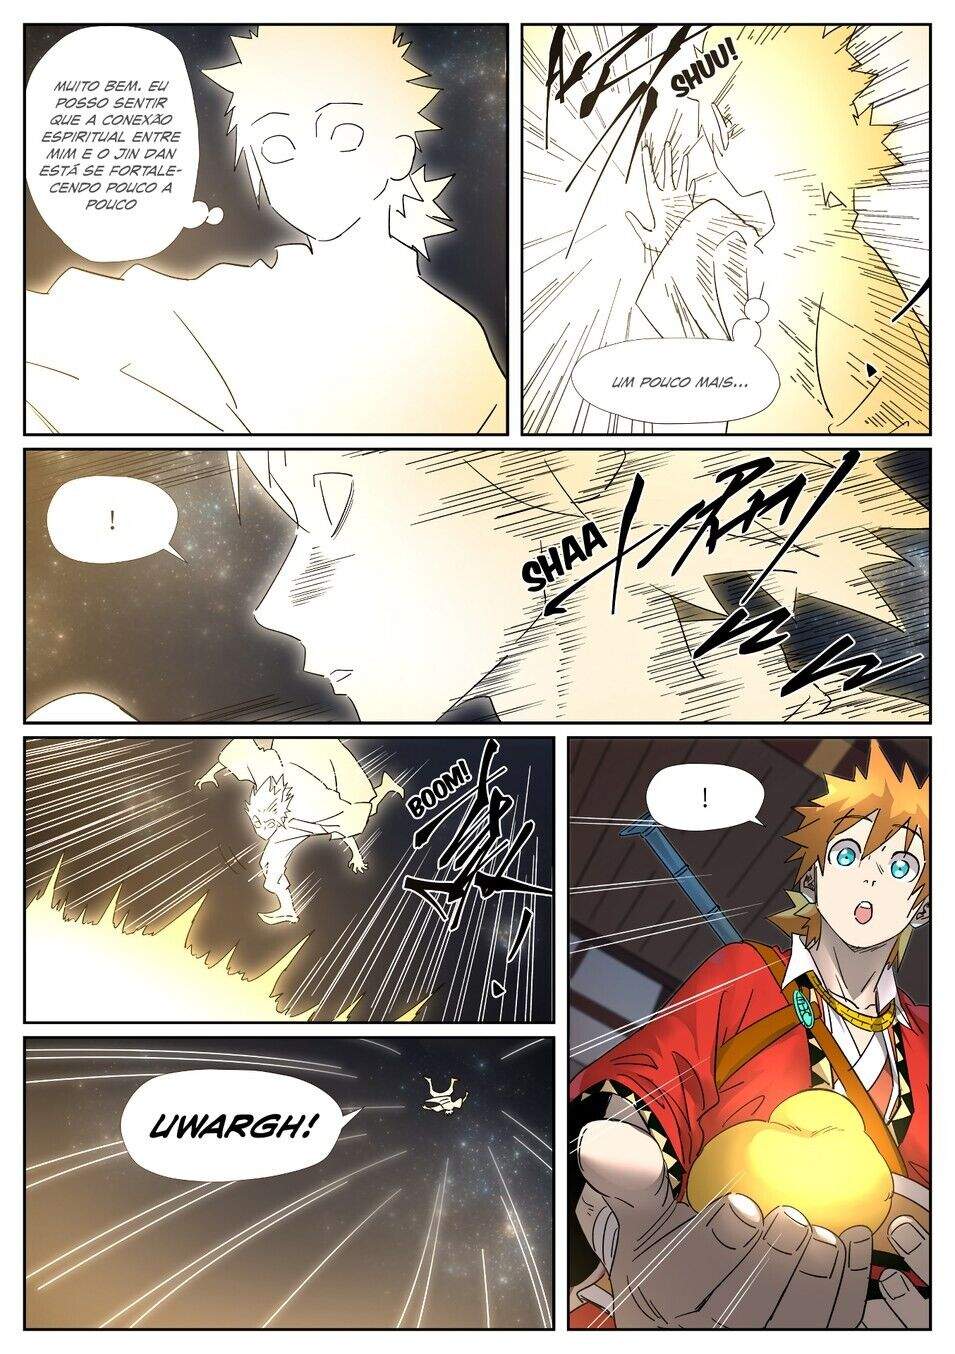 MUITO BEM. EU
POSSO SENTIR
QUE A CONEXÃO
ESPIRITUAL ENTRE
MIM E O JIN DAN
ESTÁ SE FORTALE-
CENDO POUCO A
POUCO
SHUU!
UM POUCO MAIS...
!
SHAA
BOOM!
!
UWARGH!